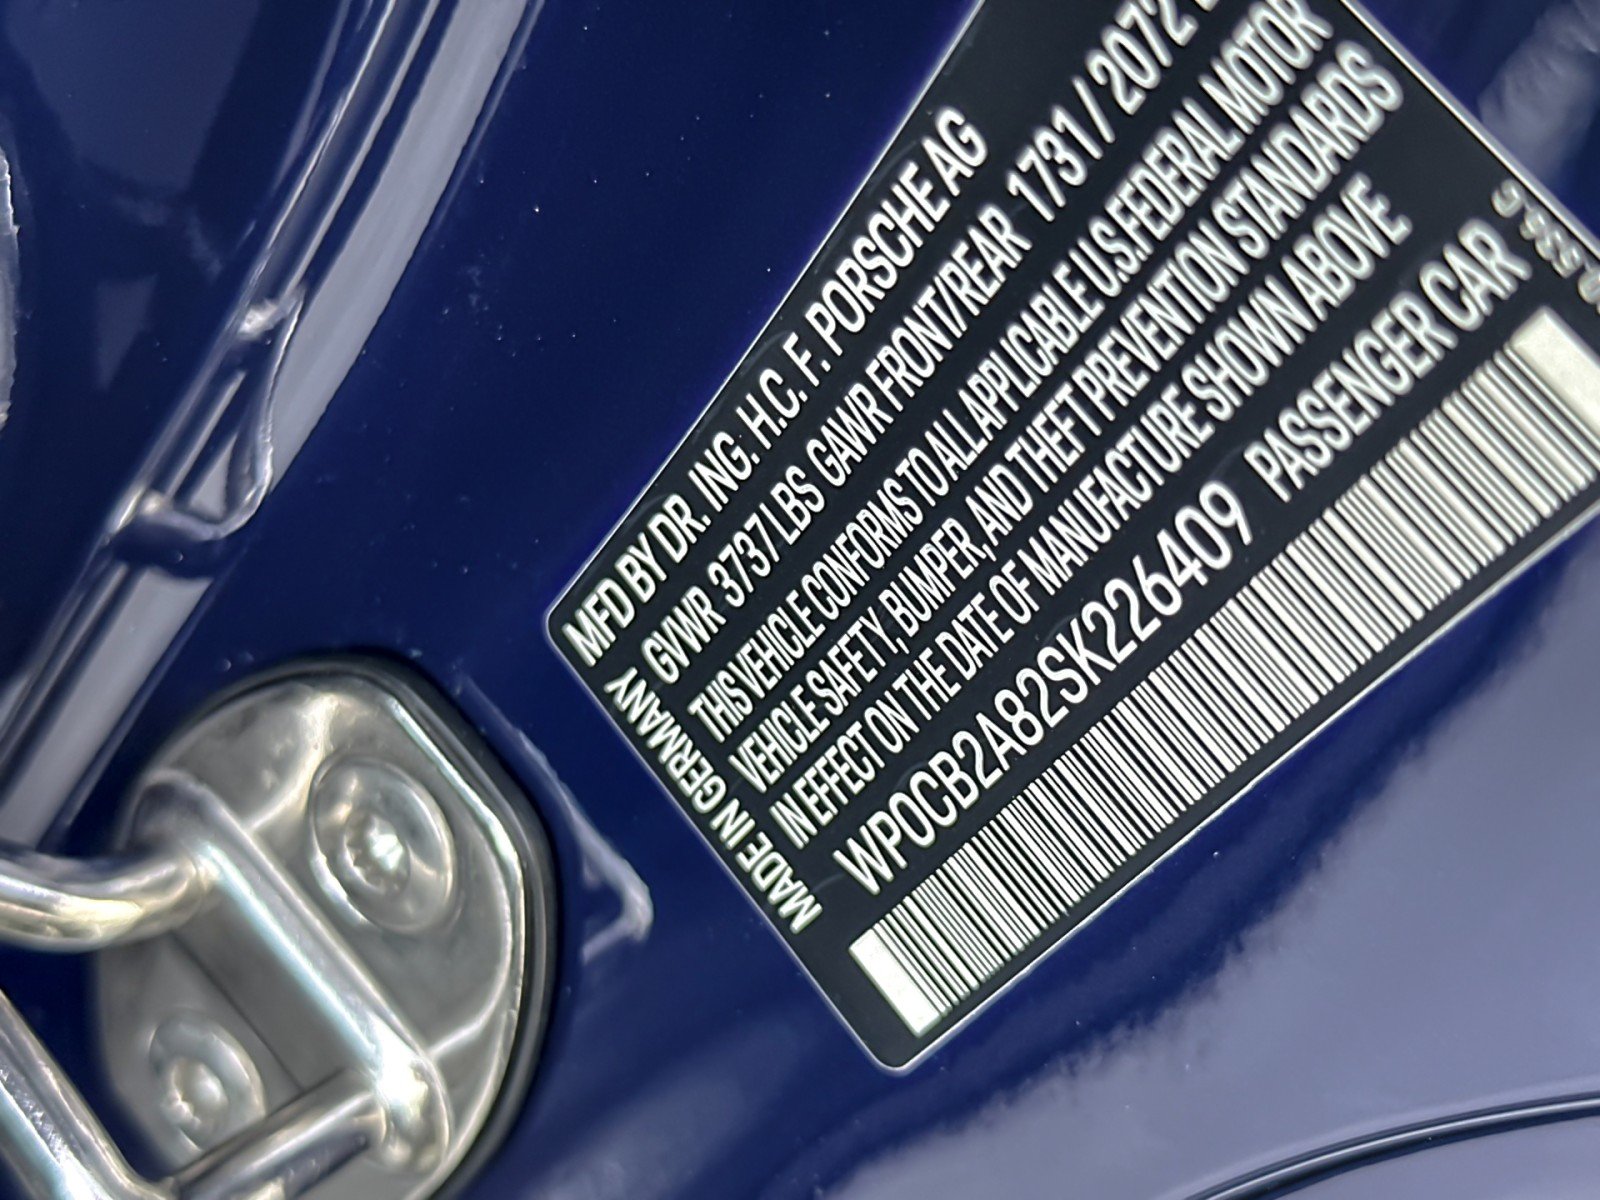 MFD BY DR. ING. H.C. F. PORSCHE AG
GVWR 3737 LBS GAWR FRONT/REAR 1731 / 2072
THIS VEHICLE CONFORMS TO ALL APPLICABLE U.S.FEDERAL MOTOR
VEHICLE SAFETY, BUMPER, AND THEFT PREVENTION STANDARDS
IN EFFECT ON THE DATE OF MANUFACTURE SHOWN ABOVE
WP0CB2A82SK226409 PASSENGER CAR
MADE IN GERMANY